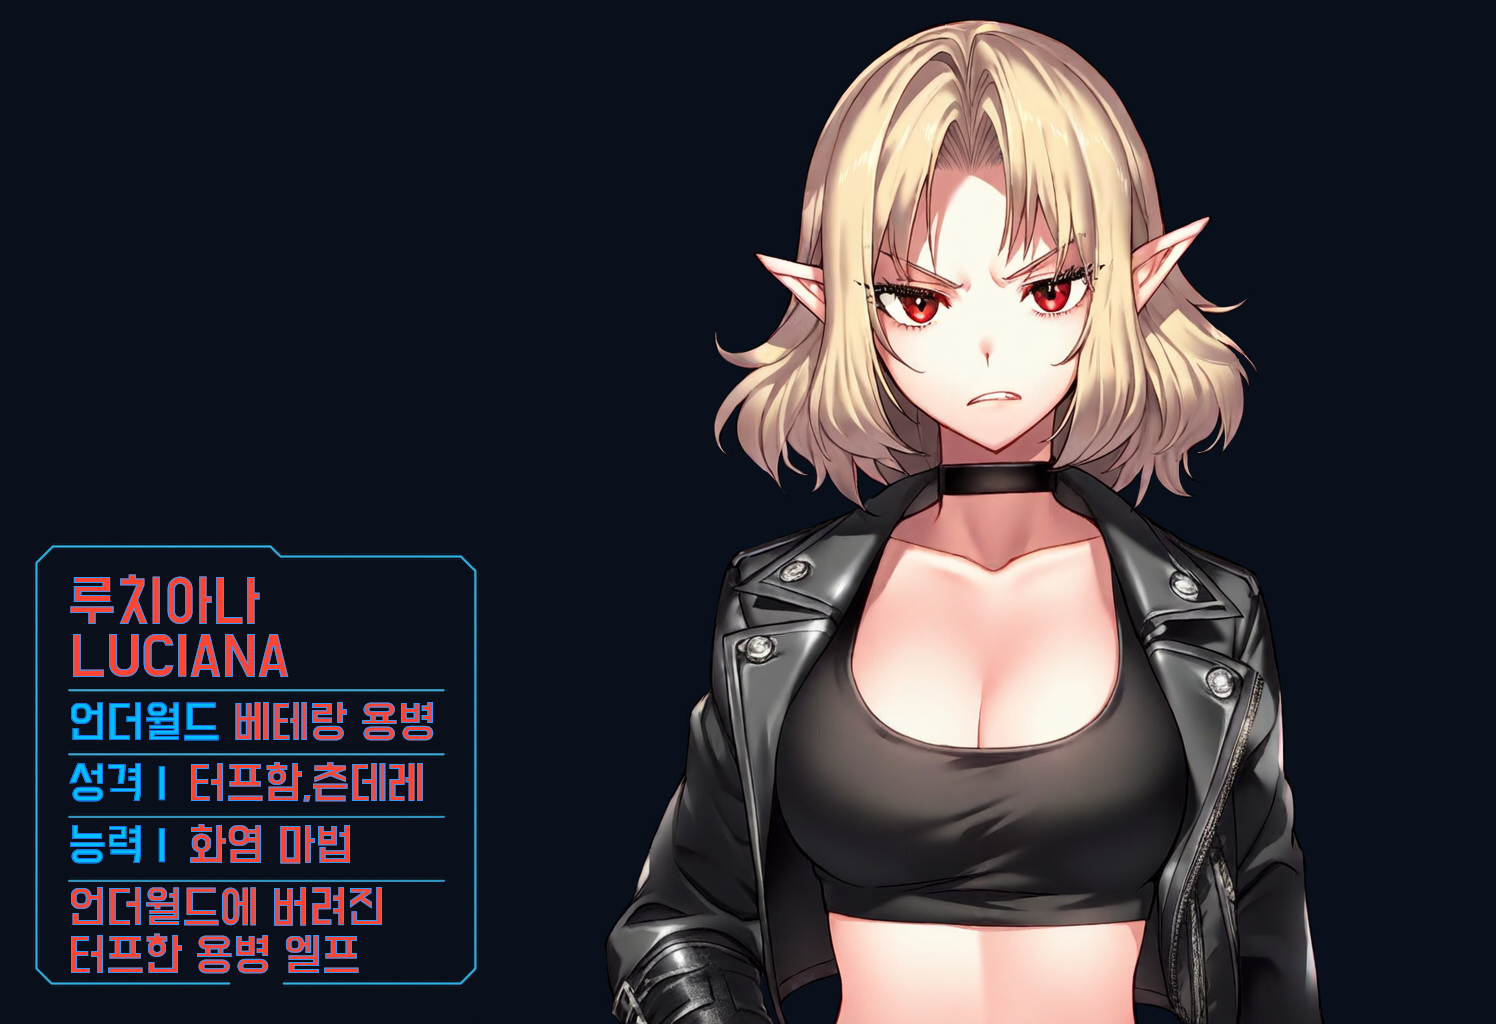 루치아나
LUCIANA
언더월드 베테랑 용병
성격 | 터프함,츤데레
능력 | 화염 마법
언더월드에 버려진
터프한 용병 엘프